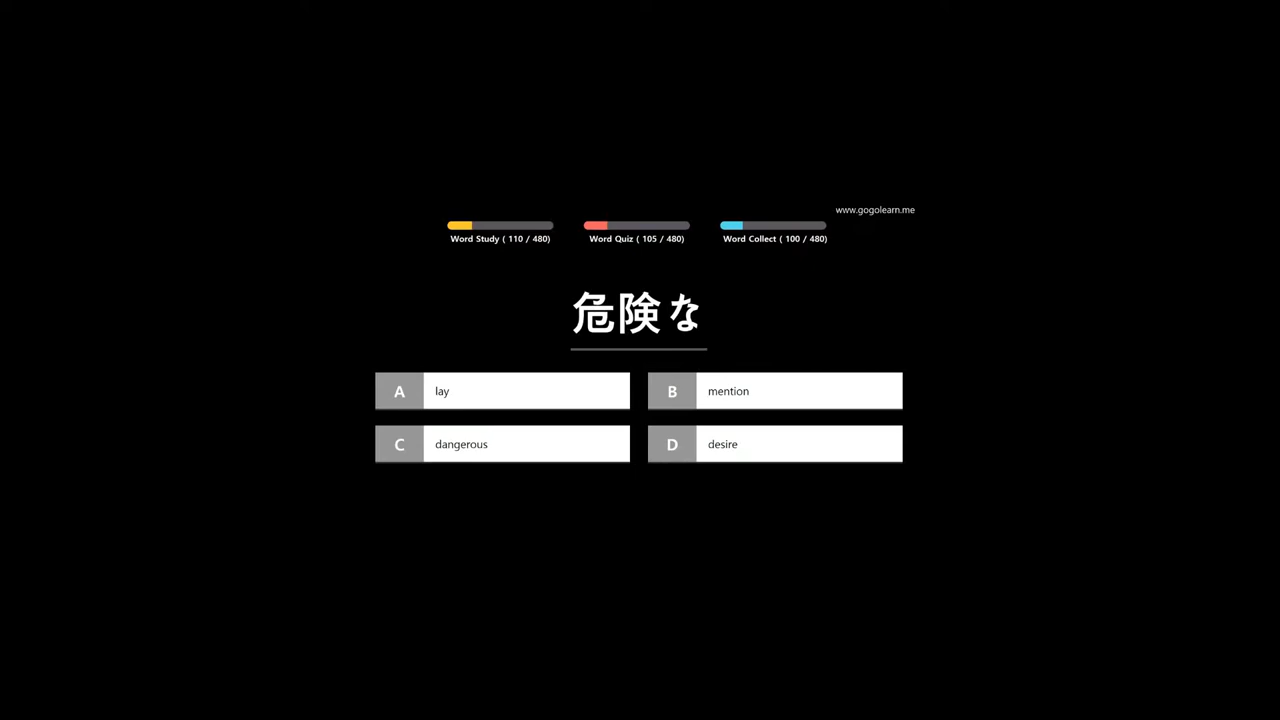 www.gogolearn.me
Word Study ( 110 / 480)
Word Quiz ( 105 / 480)
Word Collect ( 100 / 480)
危険な
A lay
B mention
C dangerous
D desire